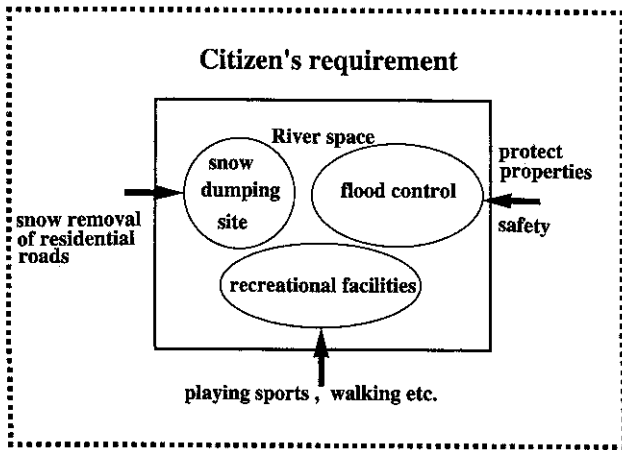 Citizen's requirement
River space
snow
dumping
site
flood control
protect
properties
safety
snow removal
of residential
roads
recreational facilities
playing sports , walking etc.